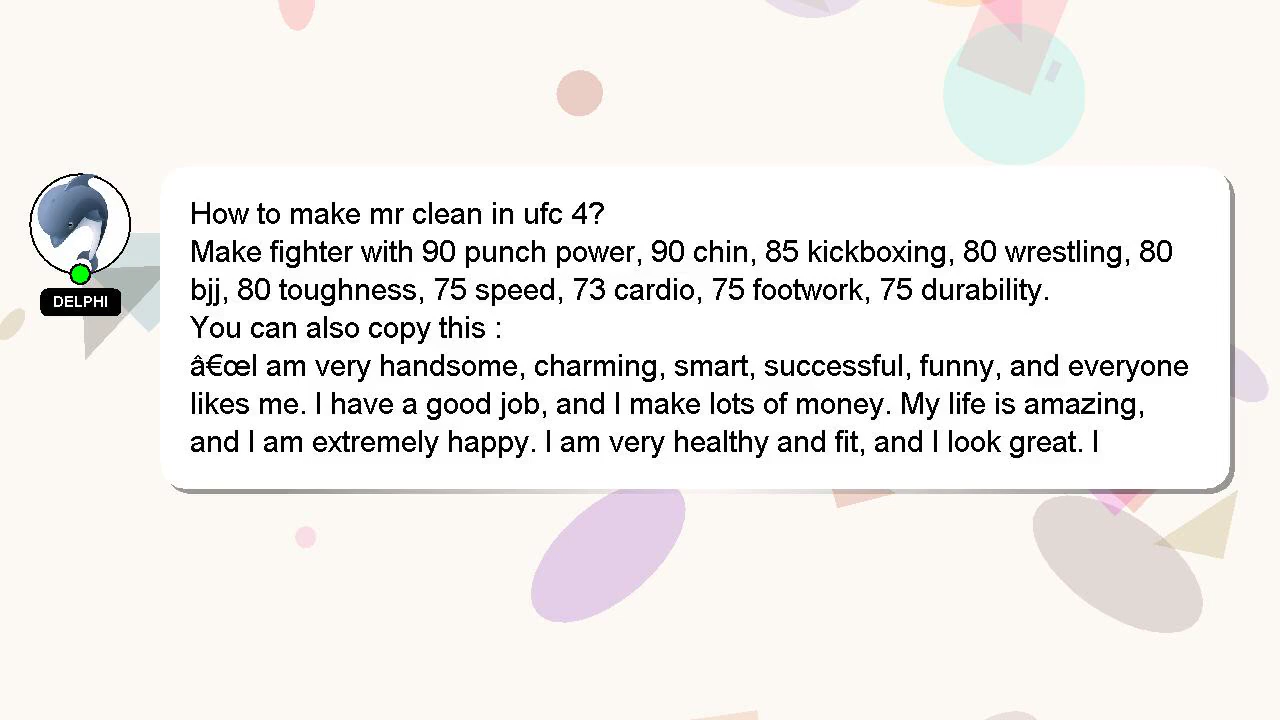 DELPHI
How to make mr clean in ufc 4?
Make fighter with 90 punch power, 90 chin, 85 kickboxing, 80 wrestling, 80
bjj, 80 toughness, 75 speed, 73 cardio, 75 footwork, 75 durability.
You can also copy this :
â€œI am very handsome, charming, smart, successful, funny, and everyone
likes me. I have a good job, and I make lots of money. My life is amazing,
and I am extremely happy. I am very healthy and fit, and I look great. I